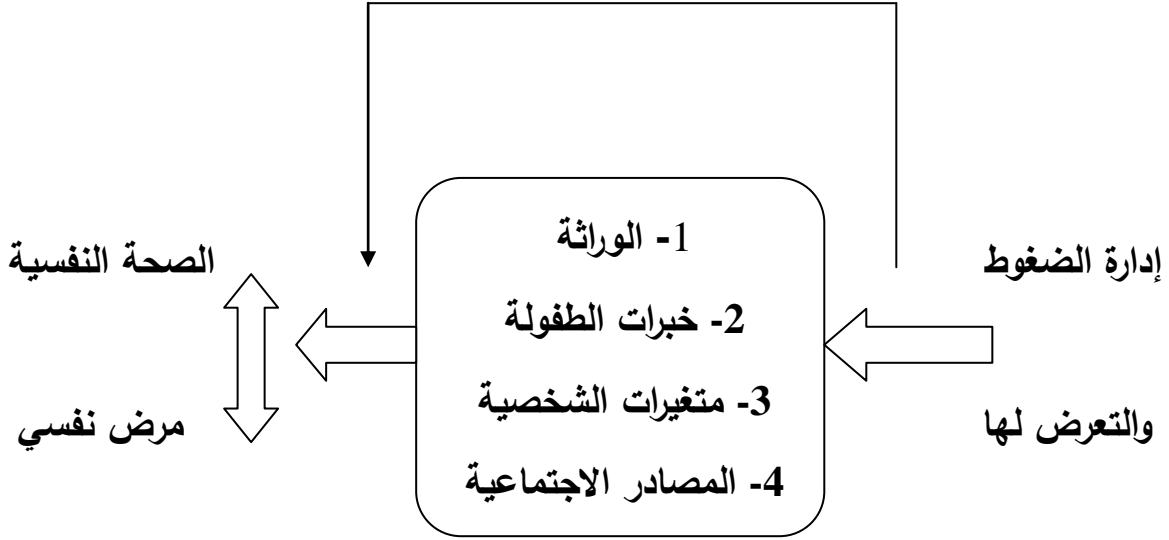 إدارة الضغوط
والتعرض لها
1- الوراثة
2- خبرات الطفولة
3- متغيرات الشخصية
4- المصادر الاجتماعية
الصحة النفسية
مرض نفسي